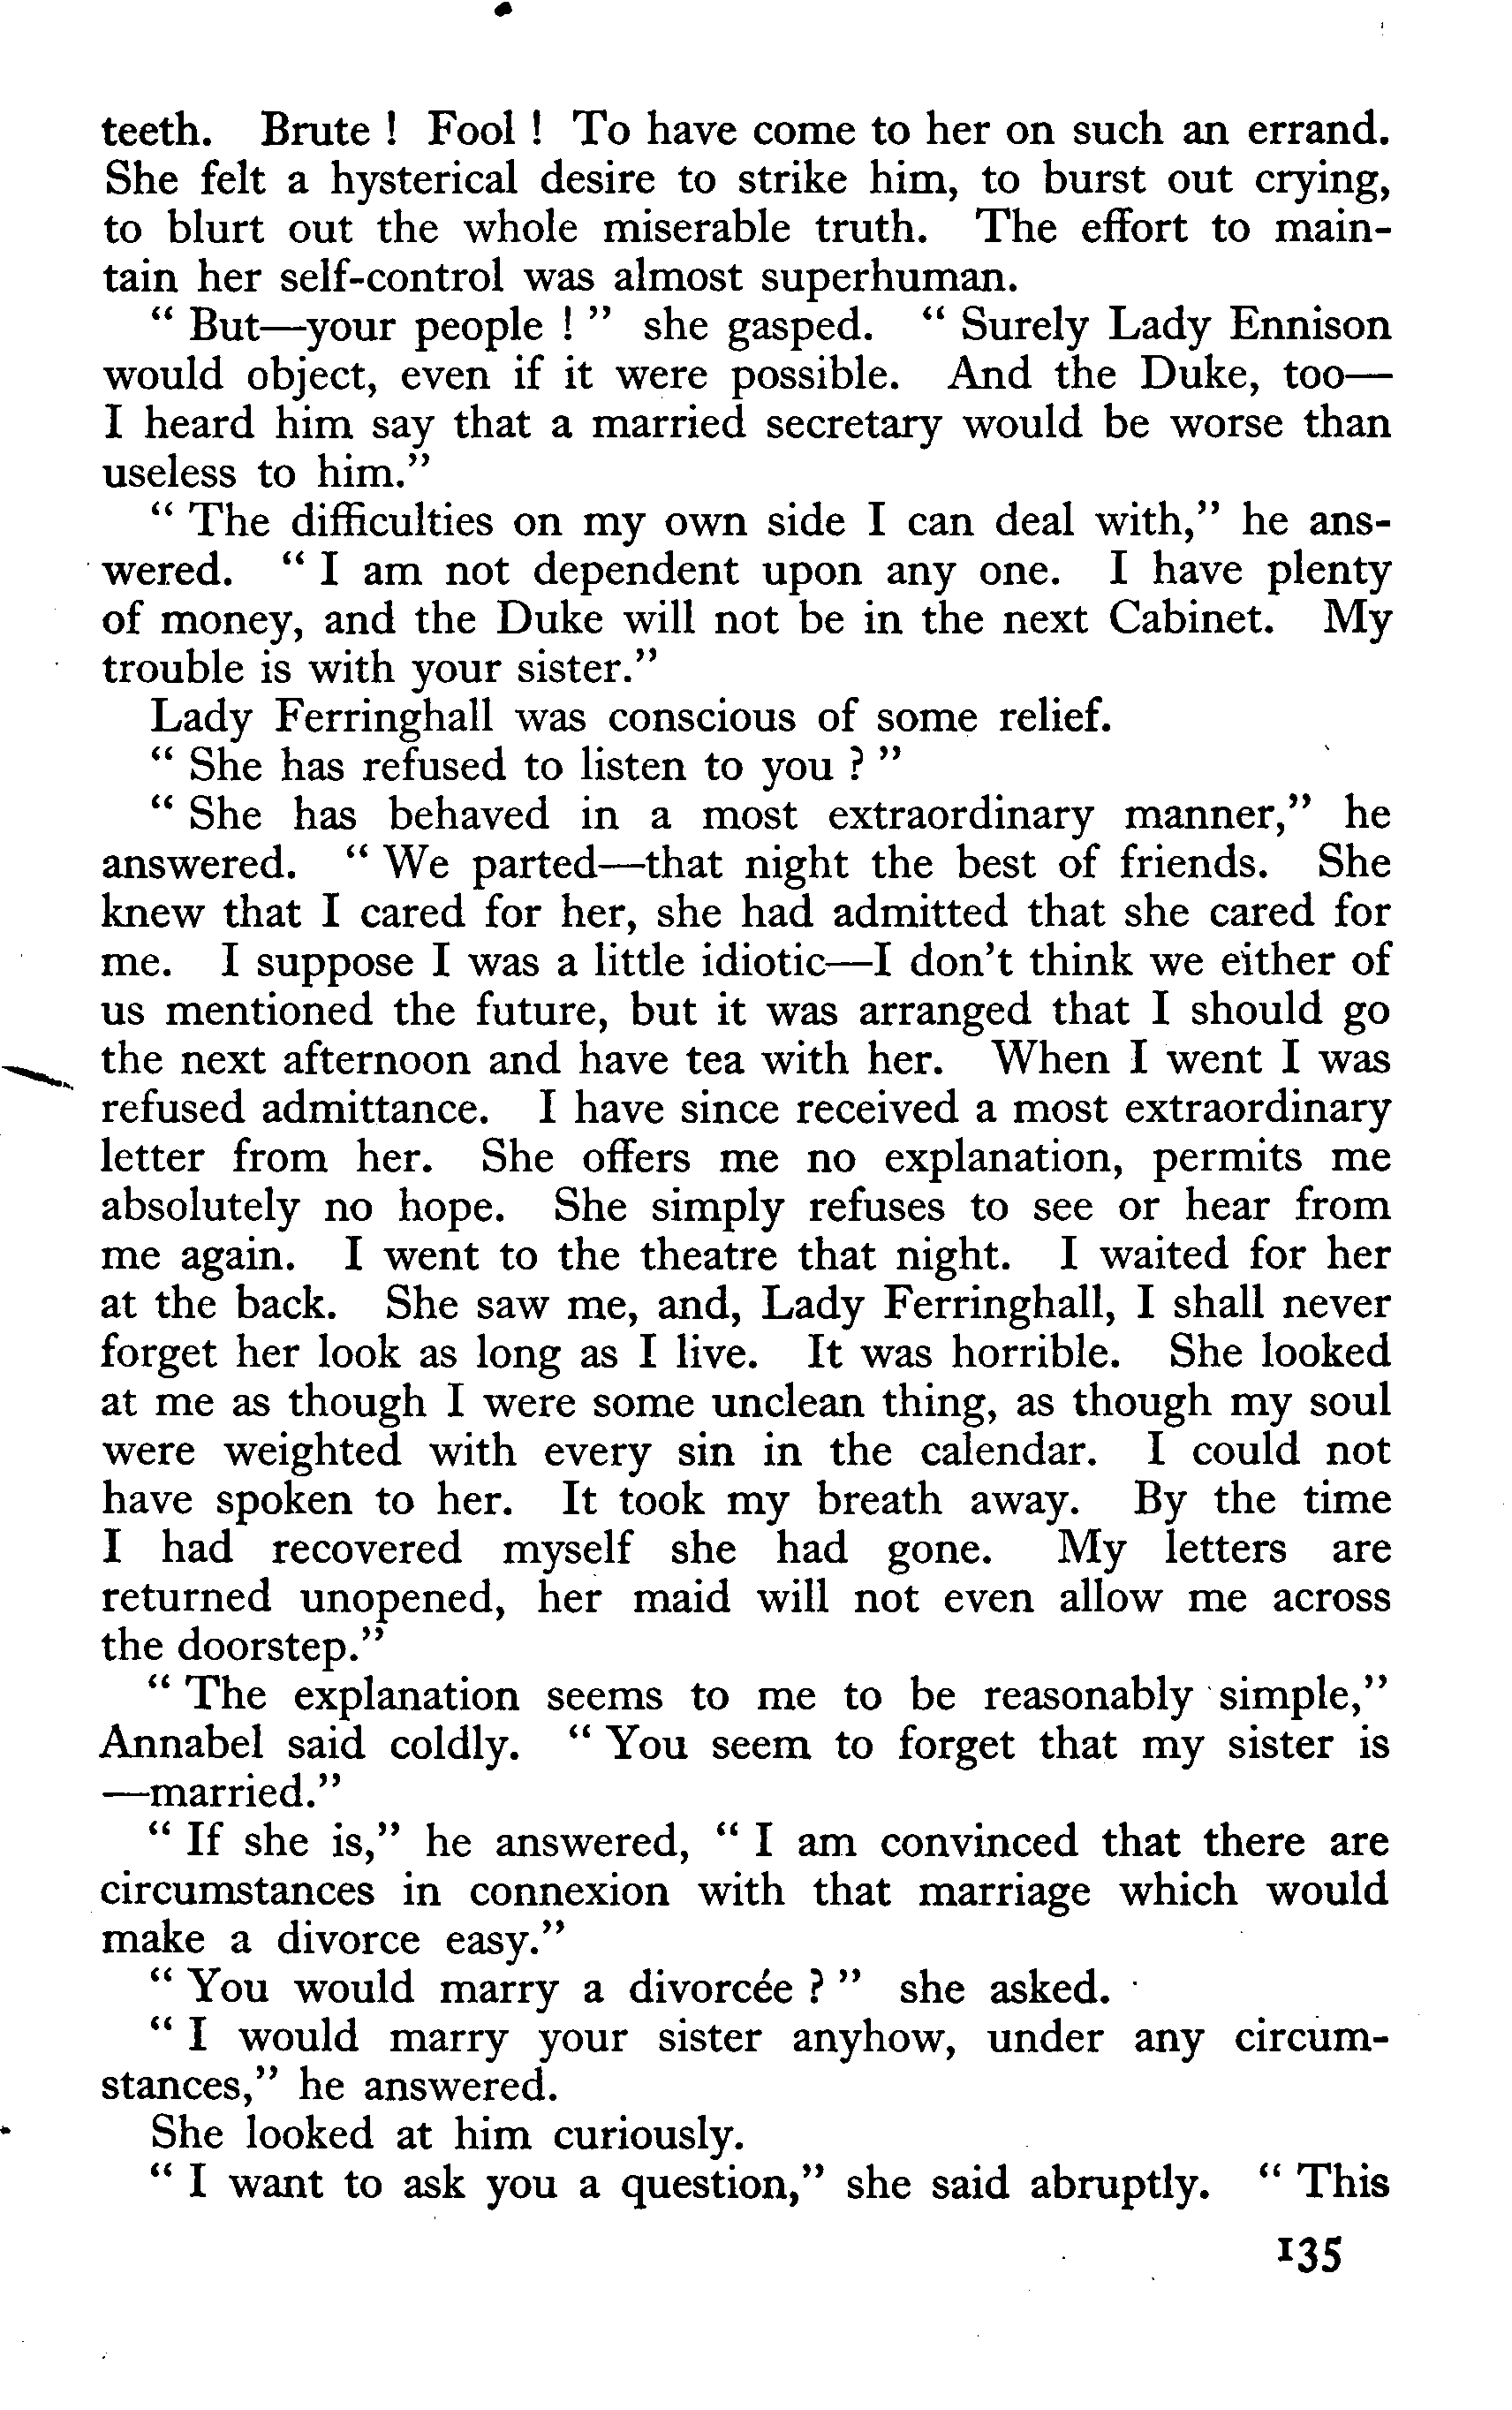 teeth. Brute ! Fool ! To have come to her on such an errand.
She felt a hysterical desire to strike him, to burst out crying,
to blurt out the whole miserable truth. The effort to main-
tain her self-control was almost superhuman.
“ But—your people ! ” she gasped. “ Surely Lady Ennison
would object, even if it were possible. And the Duke, too—
I heard him say that a married secretary would be worse than
useless to him.”
“ The difficulties on my own side I can deal with,” he ans-
wered. “ I am not dependent upon any one. I have plenty
of money, and the Duke will not be in the next Cabinet. My
trouble is with your sister.”
Lady Ferringhall was conscious of some relief.
“ She has refused to listen to you ? ”
“ She has behaved in a most extraordinary manner,” he
answered. “ We parted—that night the best of friends. She
knew that I cared for her, she had admitted that she cared for
me. I suppose I was a little idiotic—I don’t think we either of
us mentioned the future, but it was arranged that I should go
the next afternoon and have tea with her. When I went I was
refused admittance. I have since received a most extraordinary
letter from her. She offers me no explanation, permits me
absolutely no hope. She simply refuses to see or hear from
me again. I went to the theatre that night. I waited for her
at the back. She saw me, and, Lady Ferringhall, I shall never
forget her look as long as I live. It was horrible. She looked
at me as though I were some unclean thing, as though my soul
were weighted with every sin in the calendar. I could not
have spoken to her. It took my breath away. By the time
I had recovered myself she had gone. My letters are
returned unopened, her maid will not even allow me across
the doorstep.”
“ The explanation seems to me to be reasonably simple,”
Annabel said coldly. “ You seem to forget that my sister is
—married.”
“ If she is,” he answered, “ I am convinced that there are
circumstances in connexion with that marriage which would
make a divorce easy.”
“ You would marry a divorcée ? ” she asked.
“ I would marry your sister anyhow, under any circum-
stances,” he answered.
She looked at him curiously.
“ I want to ask you a question,” she said abruptly. “ This
135